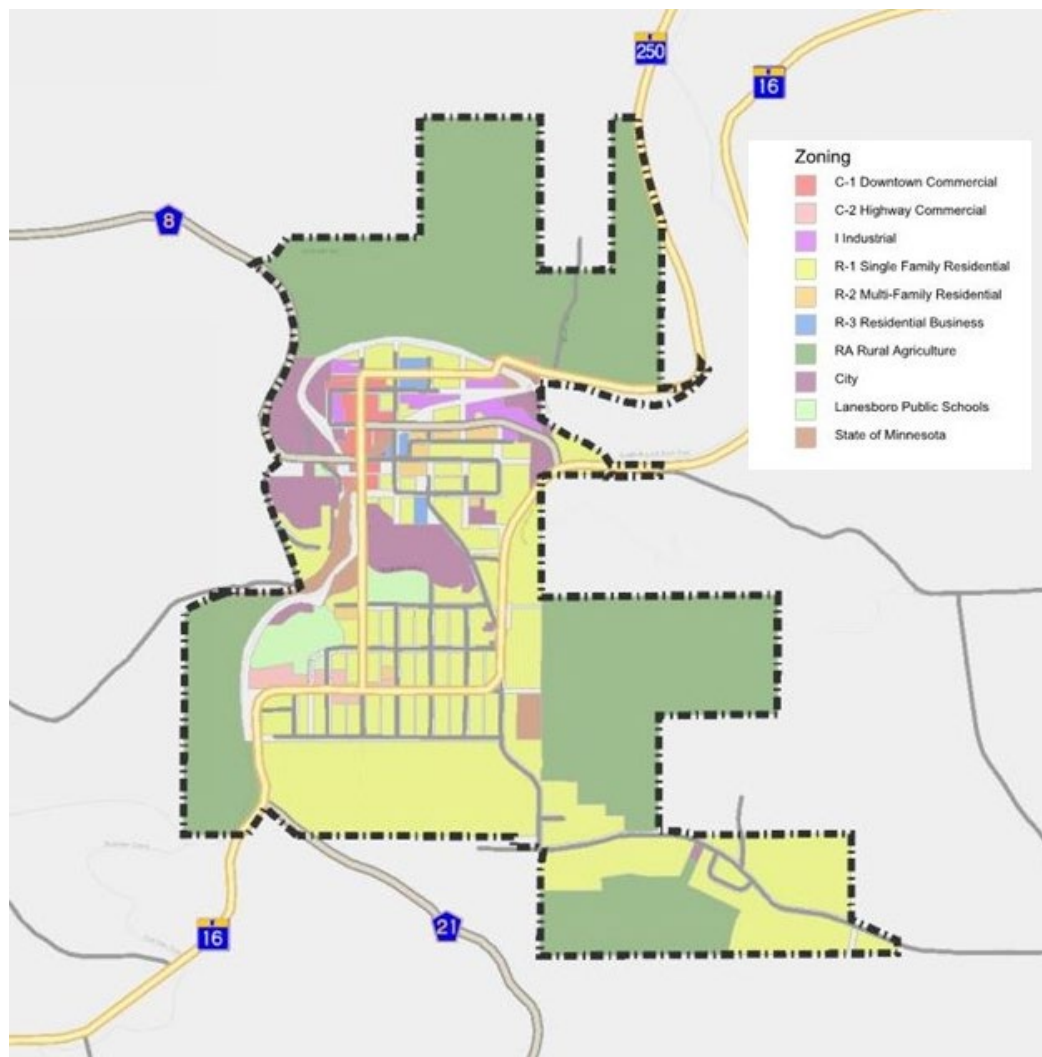 250
16
8
Zoning
C-1 Downtown Commercial
C-2 Highway Commercial
I Industrial
R-1 Single Family Residential
R-2 Multi-Family Residential
R-3 Residential Business
RA Rural Agriculture
City
Lanesboro Public Schools
State of Minnesota
16
21